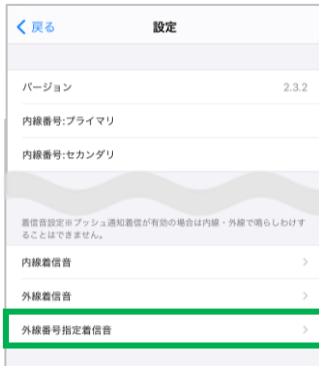 戻る 設定
バージョン 2.3.2
内線番号:プライマリ
内線番号:セカンダリ
着信音設定※プッシュ通知着信が有効の場合は内線・外線で鳴らしわけす
ることはできません。
内線着信音
外線着信音
外線番号指定着信音